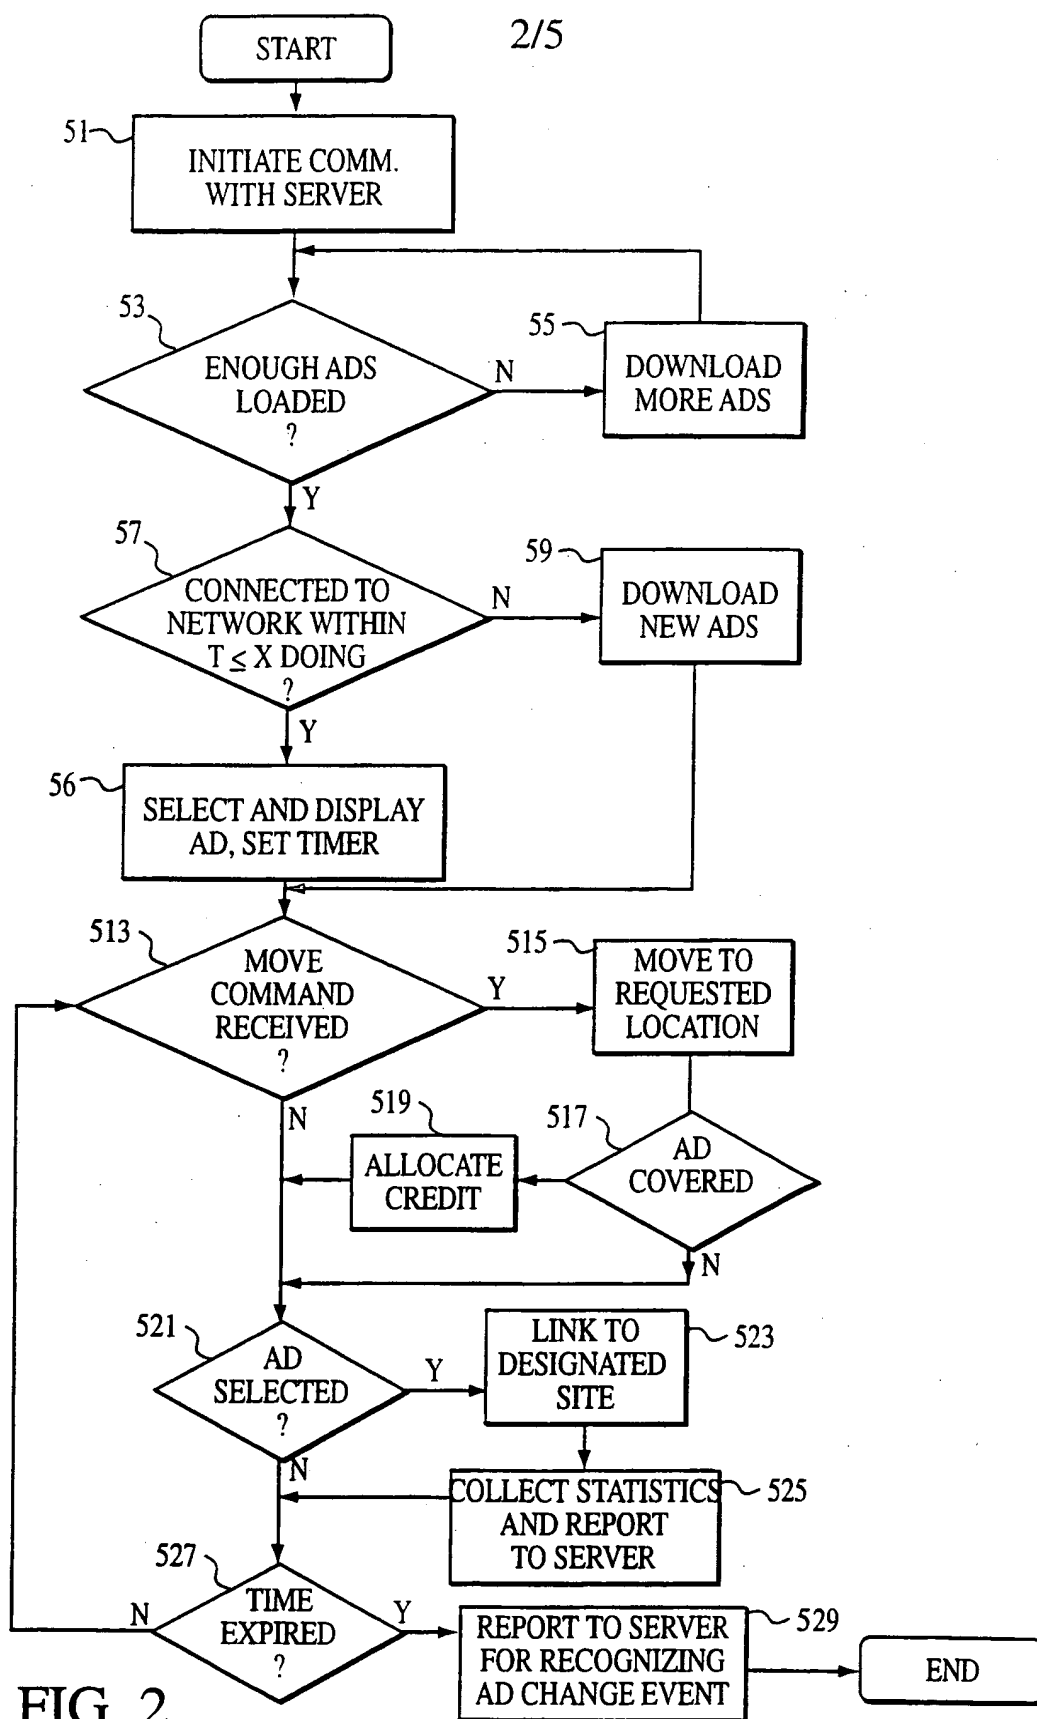 2/5
START
51
INITIATE COMM.
WITH SERVER
53
ENOUGH ADS
LOADED
?
N
55
DOWNLOAD
MORE ADS
Y
57
CONNECTED TO
NETWORK WITHIN
T ≤ X DOING
?
N
59
DOWNLOAD
NEW ADS
Y
56
SELECT AND DISPLAY
AD, SET TIMER
513
MOVE
COMMAND
RECEIVED
?
Y
515
MOVE TO
REQUESTED
LOCATION
N
519
ALLOCATE
CREDIT
517
AD
COVERED
N
521
AD
SELECTED
?
Y
LINK TO
DESIGNATED
SITE
523
N
COLLECT STATISTICS
AND REPORT
TO SERVER
525
527
TIME
EXPIRED
?
N
Y
REPORT TO SERVER
FOR RECOGNIZING
AD CHANGE EVENT
529
END
FIG. 2